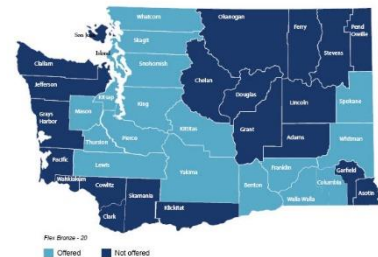 Whatcom
Okanogan
Ferry
Pend
Oreille
San Juan
Island
Skagit
Stevens
Clallam
Snohomish
Chelan
Jefferson
Douglas
Kitsap
King
Lincoln
Spokane
Grays
Harbor
Mason
Kittitas
Grant
Adams
Whitman
Thurston
Pierce
Pacific
Lewis
Yakima
Franklin
Garfield
Wahkiakum
Cowlitz
Benton
Columbia
Walla Walla
Asotin
Skamania
Clark
Klickitat
Flex Bronze - 20
Offered
Not offered